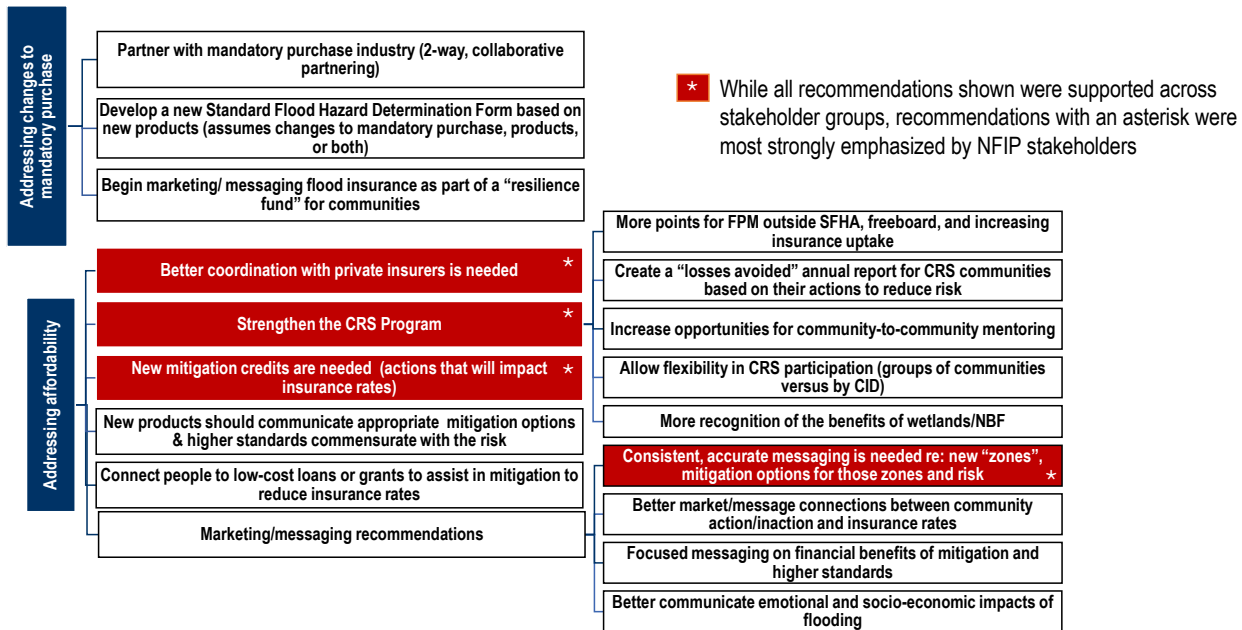 Addressing changes to
mandatory purchase
Partner with mandatory purchase industry (2-way, collaborative
partnering)
Develop a new Standard Flood Hazard Determination Form based on
new products (assumes changes to mandatory purchase, products,
or both)
Begin marketing/ messaging flood insurance as part of a “resilience
fund” for communities
* While all recommendations shown were supported across
stakeholder groups, recommendations with an asterisk were
most strongly emphasized by NFIP stakeholders
Addressing affordability
Better coordination with private insurers is needed *
Strengthen the CRS Program *
New mitigation credits are needed (actions that will impact
insurance rates) *
New products should communicate appropriate mitigation options
& higher standards commensurate with the risk
Connect people to low-cost loans or grants to assist in mitigation to
reduce insurance rates
Marketing/messaging recommendations
More points for FPM outside SFHA, freeboard, and increasing
insurance uptake
Create a “losses avoided” annual report for CRS communities
based on their actions to reduce risk
Increase opportunities for community-to-community mentoring
Allow flexibility in CRS participation (groups of communities
versus by CID)
More recognition of the benefits of wetlands/NBF
Consistent, accurate messaging is needed re: new “zones”,
mitigation options for those zones and risk *
Better market/message connections between community
action/inaction and insurance rates
Focused messaging on financial benefits of mitigation and
higher standards
Better communicate emotional and socio-economic impacts of
flooding